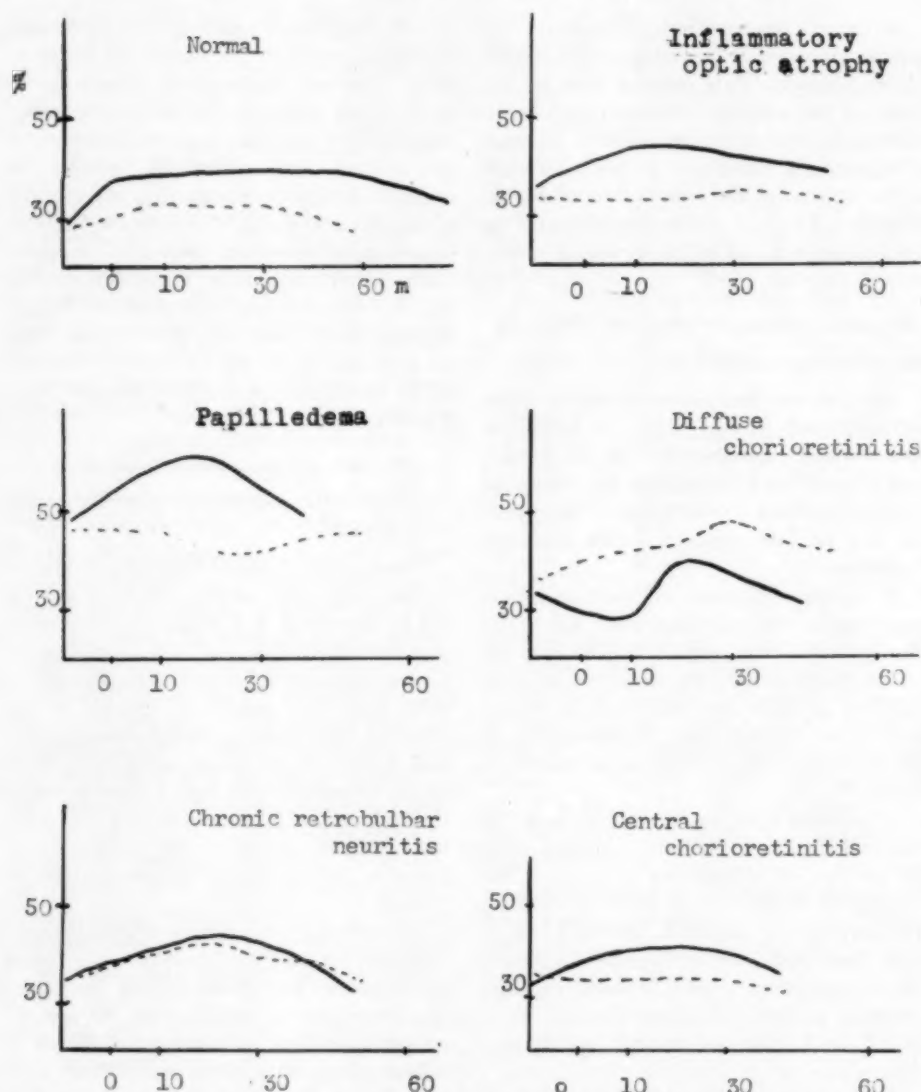 Normal
%
50
30
0 10 30 60 m
Inflammatory
optic atrophy
50
30
0 10 30 60
Papilledema
50
30
0 10 30 60
Diffuse
chorioretinitis
50
30
0 10 30 60
Chronic retrobulbar
neuritis
50
30
0 10 30 60
Central
chorioretinitis
50
30
0 10 30 60